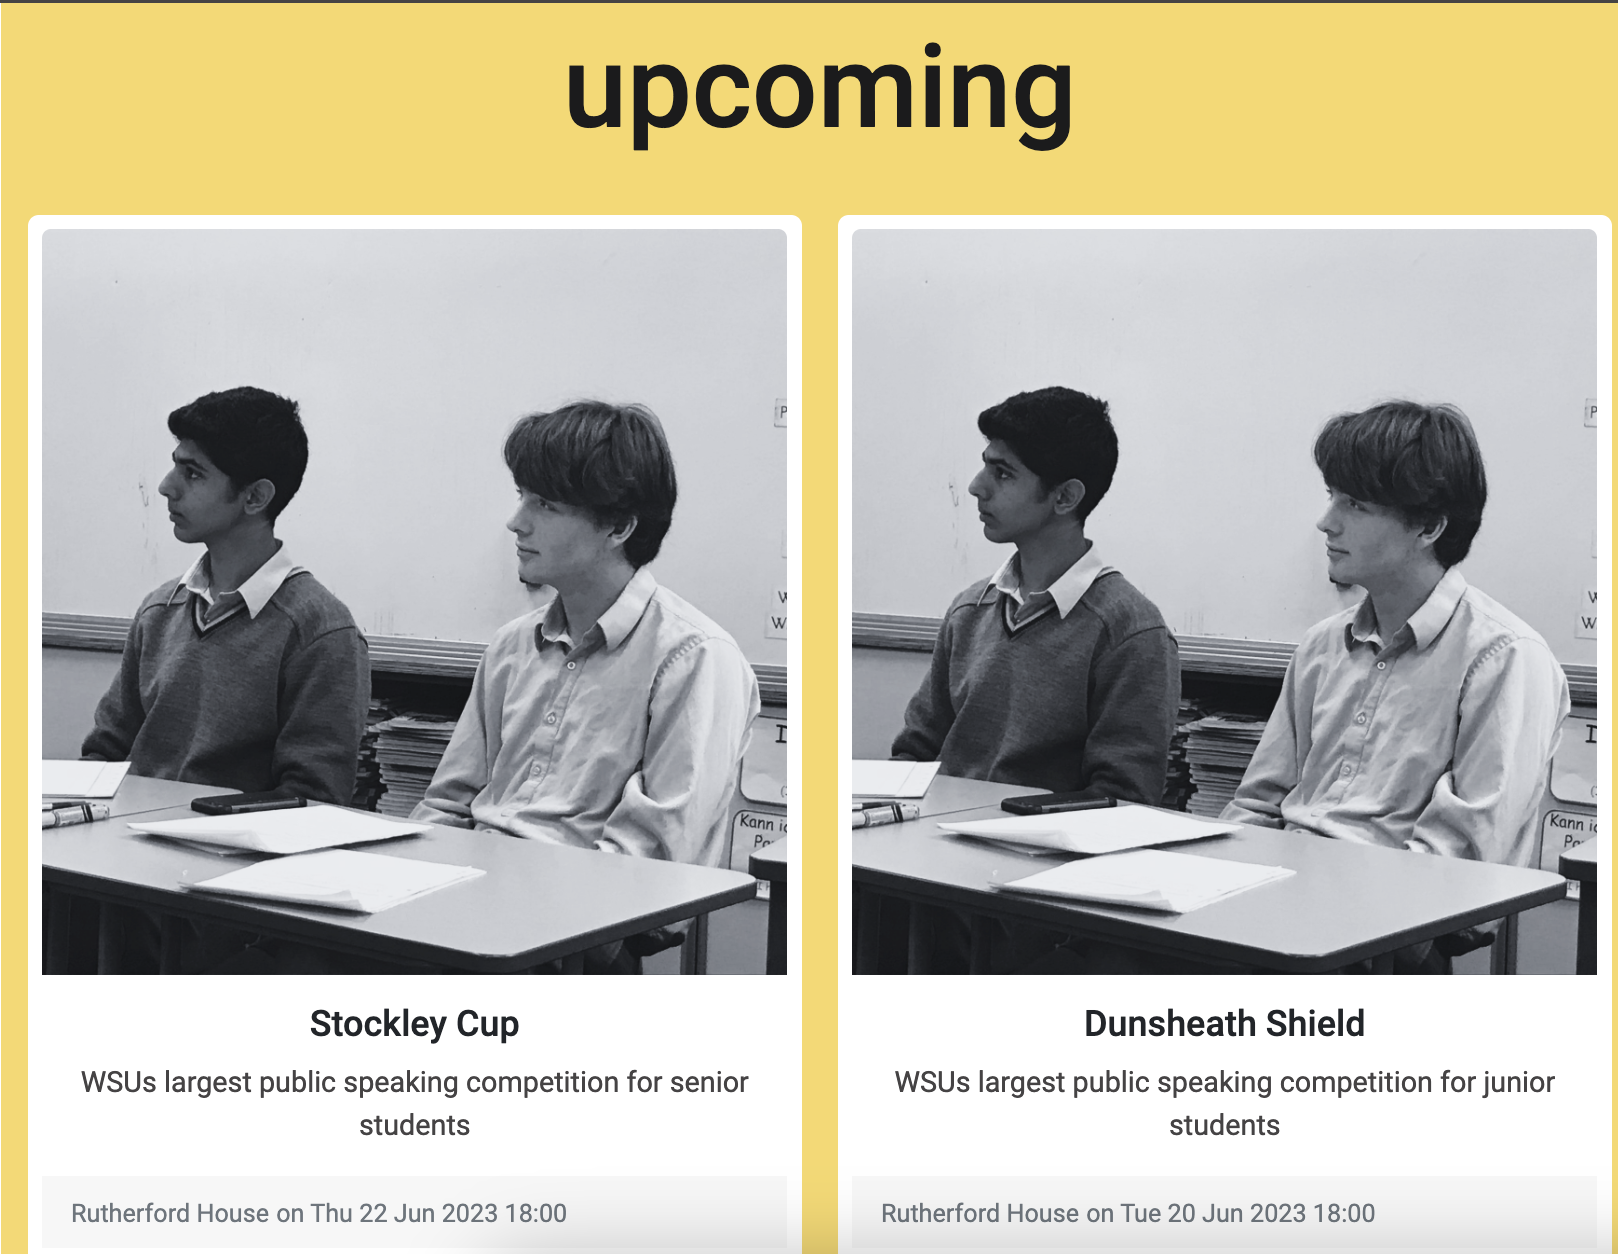 upcoming
P
W
W
I
Kann
P
W
Kann
Stockley Cup
WSUs largest public speaking competition for senior
students
Rutherford House on Thu 22 Jun 2023 18:00
Dunsheath Shield
WSUs largest public speaking competition for junior
students
Rutherford House on Tue 20 Jun 2023 18:00